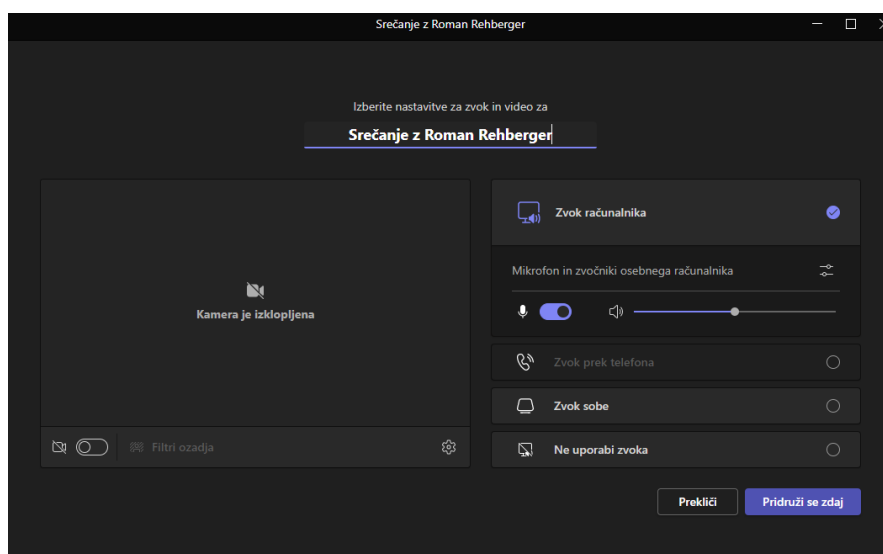 Srečanje z Roman Rehberger
Izberite nastavitve za zvok in video za
Srečanje z Roman Rehberger
Kamera je izklopljena
Filtri ozadja
Zvok računalnika
Mikrofon in zvočniki osebnega računalnika
Zvok prek telefona
Zvok sobe
Ne uporabi zvoka
Prekliči
Pridruži se zdaj